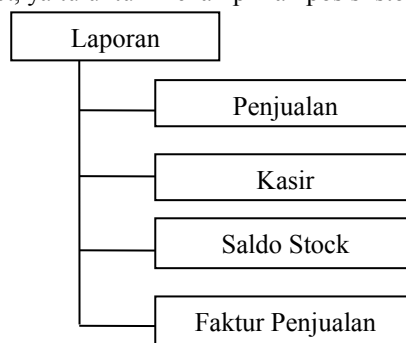 Laporan
Penjualan
Kasir
Saldo Stock
Faktur Penjualan